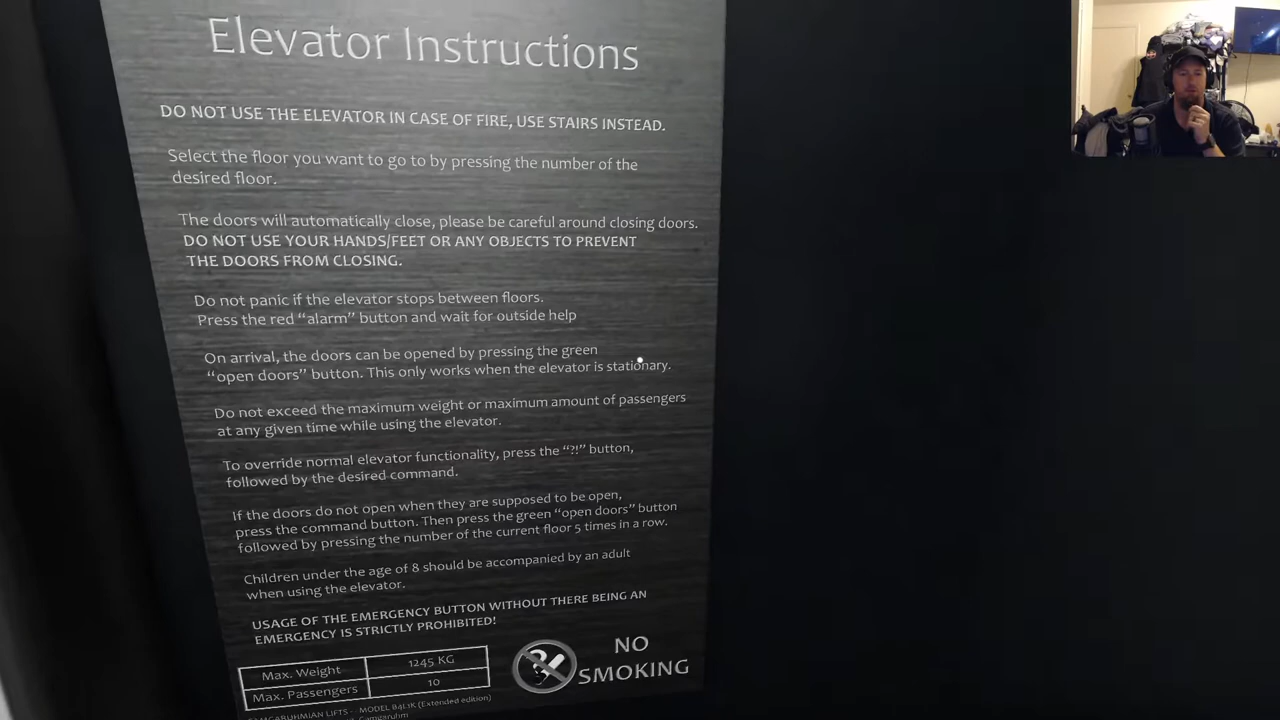 Elevator Instructions
DO NOT USE THE ELEVATOR IN CASE OF FIRE, USE STAIRS INSTEAD.
Select the floor you want to go to by pressing the number of the
desired floor.
The doors will automatically close, please be careful around closing doors.
DO NOT USE YOUR HANDS/FEET OR ANY OBJECTS TO PREVENT
THE DOORS FROM CLOSING.
Do not panic if the elevator stops between floors.
Press the red "alarm" button and wait for outside help
On arrival, the doors can be opened by pressing the green
"open doors" button. This only works when the elevator is stationary.
Do not exceed the maximum weight or maximum amount of passengers
at any given time while using the elevator.
To override normal elevator functionality, press the "?!" button,
followed by the desired command.
If the doors do not open when they are supposed to be open,
press the command button. Then press the green "open doors" button
followed by pressing the number of the current floor 5 times in a row.
Children under the age of 8 should be accompanied by an adult
when using the elevator.
USAGE OF THE EMERGENCY BUTTON WITHOUT THERE BEING AN
EMERGENCY IS STRICTLY PROHIBITED!
Max. Weight 1245 KG
Max. Passengers 10
NO
SMOKING
LIFTS - MODEL (Extended edition)